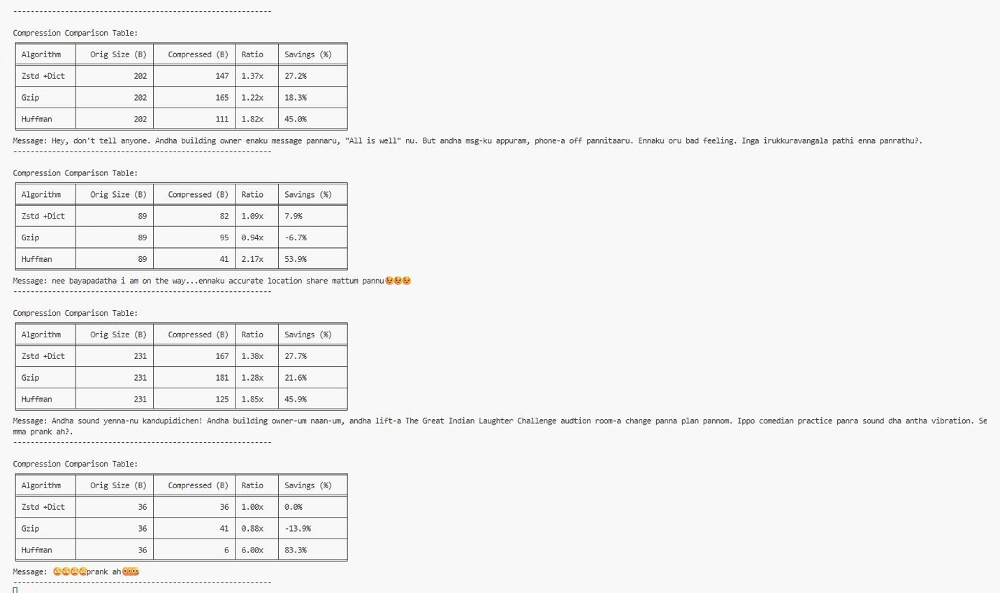 ------------------------------------------------------------
Compression Comparison Table:
Algorithm Orig Size (B) Compressed (B) Ratio Savings (%)
Zstd +Dict 202 147 1.37x 27.2%
Gzip 202 165 1.22x 18.3%
Huffman 202 111 1.82x 45.0%
Message: Hey, don't tell anyone. Andha building owner enaku message pannaru, "All is well" nu. But andha msg-ku appuram, phone-a off pannitaaru. Ennaku oru bad feeling. Inga irukkuravangala pathi enna panrathu?.
------------------------------------------------------------
Compression Comparison Table:
Algorithm Orig Size (B) Compressed (B) Ratio Savings (%)
Zstd +Dict 89 82 1.09x 7.9%
Gzip 89 95 0.94x -6.7%
Huffman 89 41 2.17x 53.9%
Message: nee bayapadatha i am on the way...ennaku accurate location share mattum pannu
------------------------------------------------------------
Compression Comparison Table:
Algorithm Orig Size (B) Compressed (B) Ratio Savings (%)
Zstd +Dict 231 167 1.38x 27.7%
Gzip 231 181 1.28x 21.6%
Huffman 231 125 1.85x 45.9%
Message: Andha sound yenna-nu kandupidichen! Andha building owner-um naan-um, andha lift-a The Great Indian Laughter Challenge audtion room-a change panna plan pannom. Ippo comedian practice panra sound dha antha vibration. Se
mma prank ah?.
------------------------------------------------------------
Compression Comparison Table:
Algorithm Orig Size (B) Compressed (B) Ratio Savings (%)
Zstd +Dict 36 36 1.00x 0.0%
Gzip 36 41 0.88x -13.9%
Huffman 36 6 6.00x 83.3%
Message: prank ah
------------------------------------------------------------